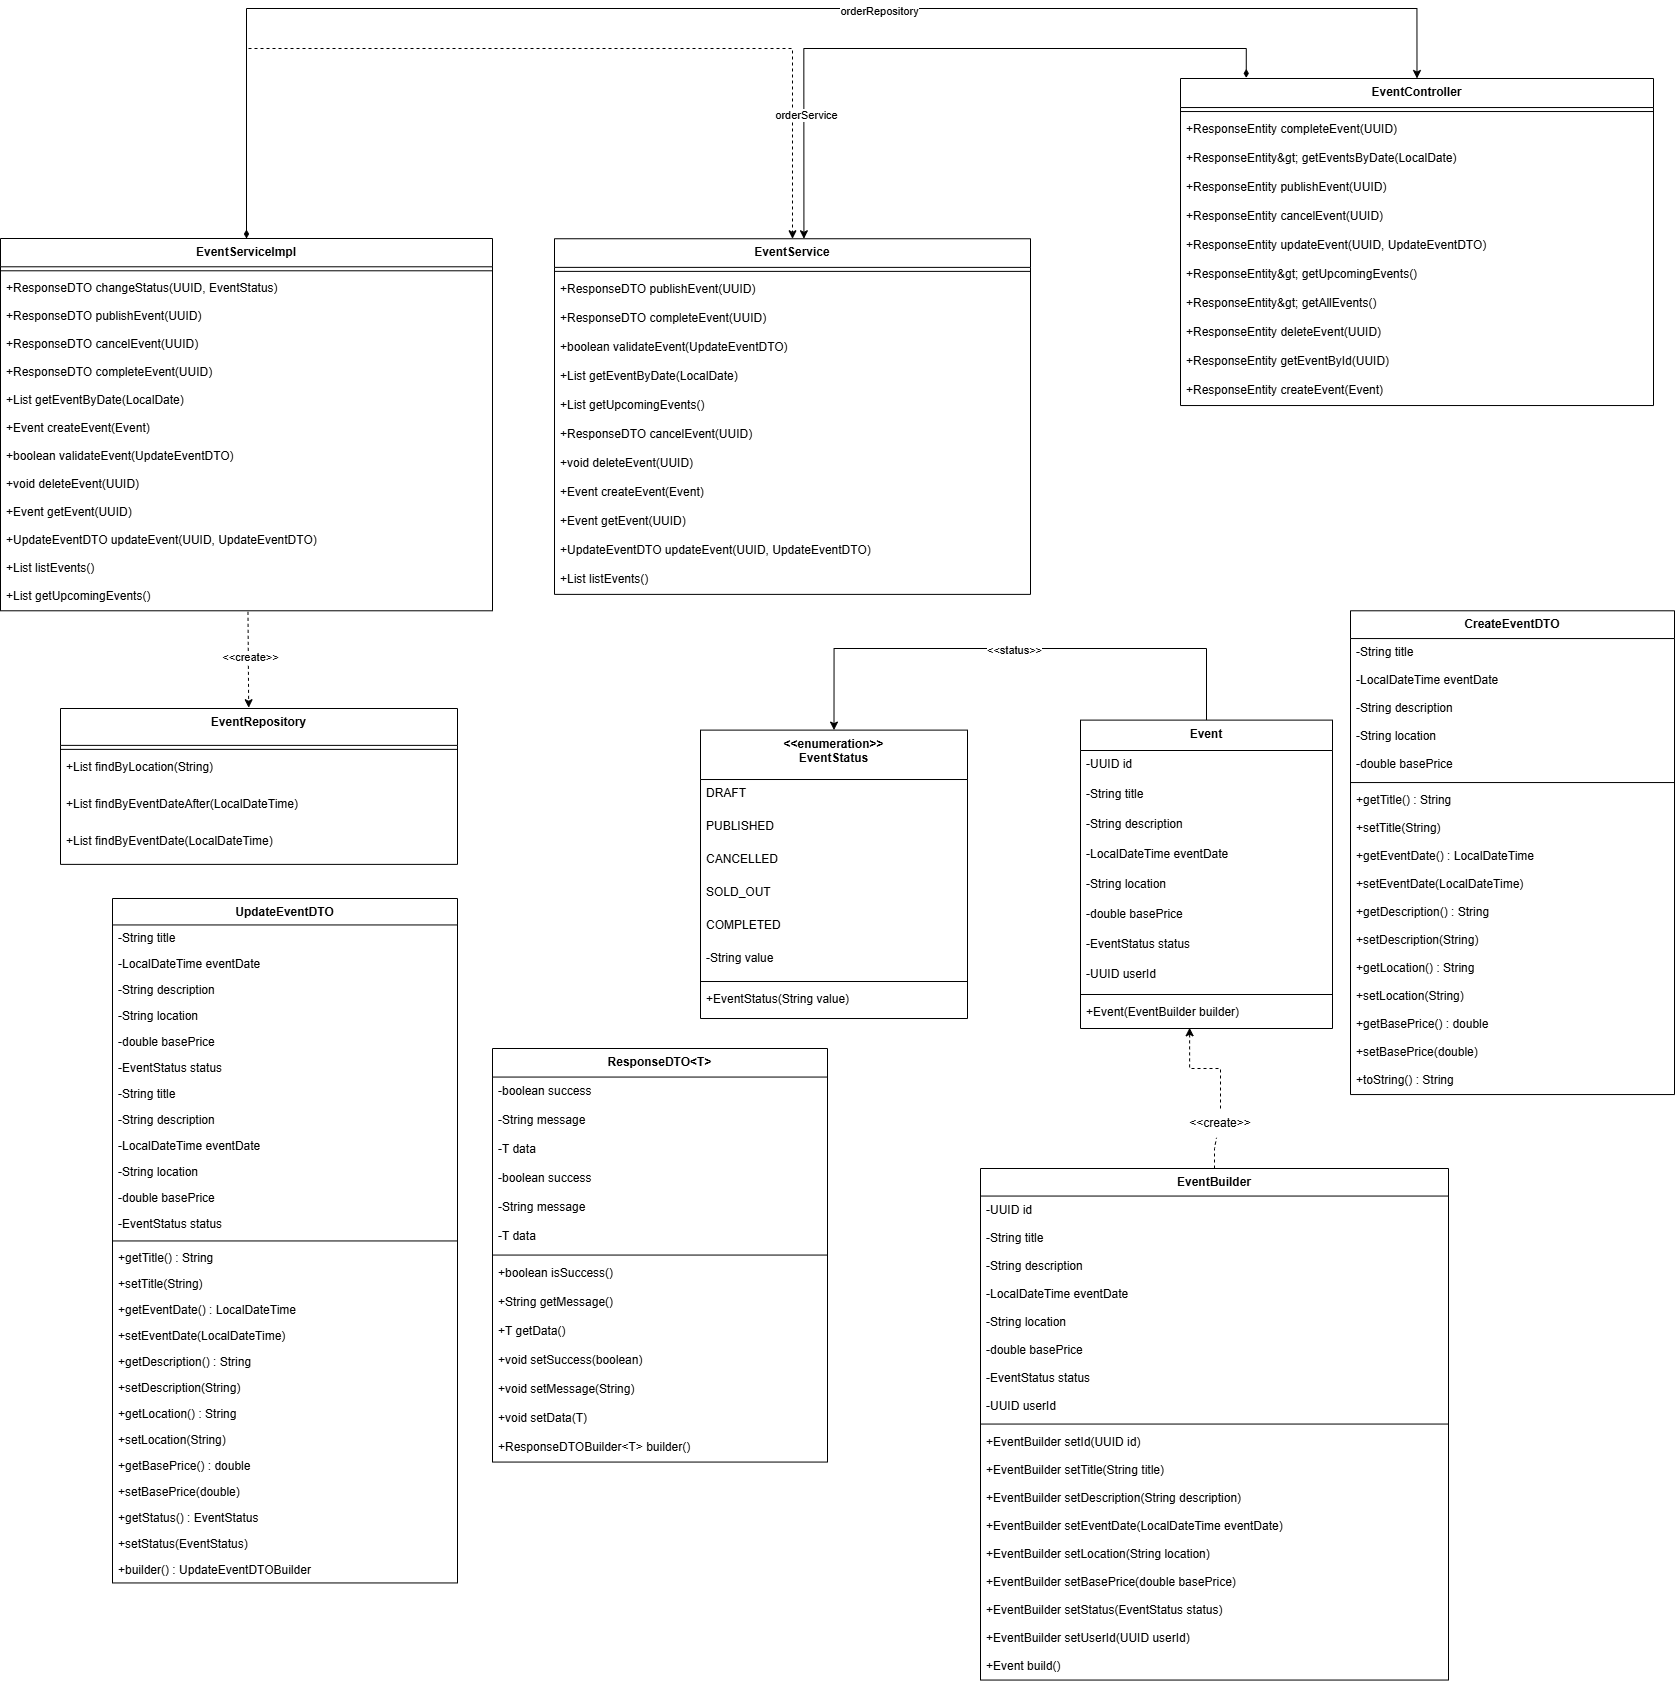 orderRepository
orderService
EventController
+ResponseEntity completeEvent(UUID)
+ResponseEntity&gt; getEventsByDate(LocalDate)
+ResponseEntity publishEvent(UUID)
+ResponseEntity cancelEvent(UUID)
+ResponseEntity updateEvent(UUID, UpdateEventDTO)
+ResponseEntity&gt; getUpcomingEvents()
+ResponseEntity&gt; getAllEvents()
+ResponseEntity deleteEvent(UUID)
+ResponseEntity getEventById(UUID)
+ResponseEntity createEvent(Event)
EventServiceImpl
+ResponseDTO changeStatus(UUID, EventStatus)
+ResponseDTO publishEvent(UUID)
+ResponseDTO cancelEvent(UUID)
+ResponseDTO completeEvent(UUID)
+List getEventByDate(LocalDate)
+Event createEvent(Event)
+boolean validateEvent(UpdateEventDTO)
+void deleteEvent(UUID)
+Event getEvent(UUID)
+UpdateEventDTO updateEvent(UUID, UpdateEventDTO)
+List listEvents()
+List getUpcomingEvents()
EventService
+ResponseDTO publishEvent(UUID)
+ResponseDTO completeEvent(UUID)
+boolean validateEvent(UpdateEventDTO)
+List getEventByDate(LocalDate)
+List getUpcomingEvents()
+ResponseDTO cancelEvent(UUID)
+void deleteEvent(UUID)
+Event createEvent(Event)
+Event getEvent(UUID)
+UpdateEventDTO updateEvent(UUID, UpdateEventDTO)
+List listEvents()
<<create>>
EventRepository
+List findByLocation(String)
+List findByEventDateAfter(LocalDateTime)
+List findByEventDate(LocalDateTime)
<<status>>
<<enumeration>>
EventStatus
DRAFT
PUBLISHED
CANCELLED
SOLD_OUT
COMPLETED
-String value
+EventStatus(String value)
Event
-UUID id
-String title
-String description
-LocalDateTime eventDate
-String location
-double basePrice
-EventStatus status
-UUID userId
+Event(EventBuilder builder)
CreateEventDTO
-String title
-LocalDateTime eventDate
-String description
-String location
-double basePrice
+getTitle() : String
+setTitle(String)
+getEventDate() : LocalDateTime
+setEventDate(LocalDateTime)
+getDescription() : String
+setDescription(String)
+getLocation() : String
+setLocation(String)
+getBasePrice() : double
+setBasePrice(double)
+toString() : String
UpdateEventDTO
-String title
-LocalDateTime eventDate
-String description
-String location
-double basePrice
-EventStatus status
-String title
-String description
-LocalDateTime eventDate
-String location
-double basePrice
-EventStatus status
+getTitle() : String
+setTitle(String)
+getEventDate() : LocalDateTime
+setEventDate(LocalDateTime)
+getDescription() : String
+setDescription(String)
+getLocation() : String
+setLocation(String)
+getBasePrice() : double
+setBasePrice(double)
+getStatus() : EventStatus
+setStatus(EventStatus)
+builder() : UpdateEventDTOBuilder
ResponseDTO<T>
-boolean success
-String message
-T data
-boolean success
-String message
-T data
+boolean isSuccess()
+String getMessage()
+T getData()
+void setSuccess(boolean)
+void setMessage(String)
+void setData(T)
+ResponseDTOBuilder<T> builder()
<<create>>
EventBuilder
-UUID id
-String title
-String description
-LocalDateTime eventDate
-String location
-double basePrice
-EventStatus status
-UUID userId
+EventBuilder setId(UUID id)
+EventBuilder setTitle(String title)
+EventBuilder setDescription(String description)
+EventBuilder setEventDate(LocalDateTime eventDate)
+EventBuilder setLocation(String location)
+EventBuilder setBasePrice(double basePrice)
+EventBuilder setStatus(EventStatus status)
+EventBuilder setUserId(UUID userId)
+Event build()